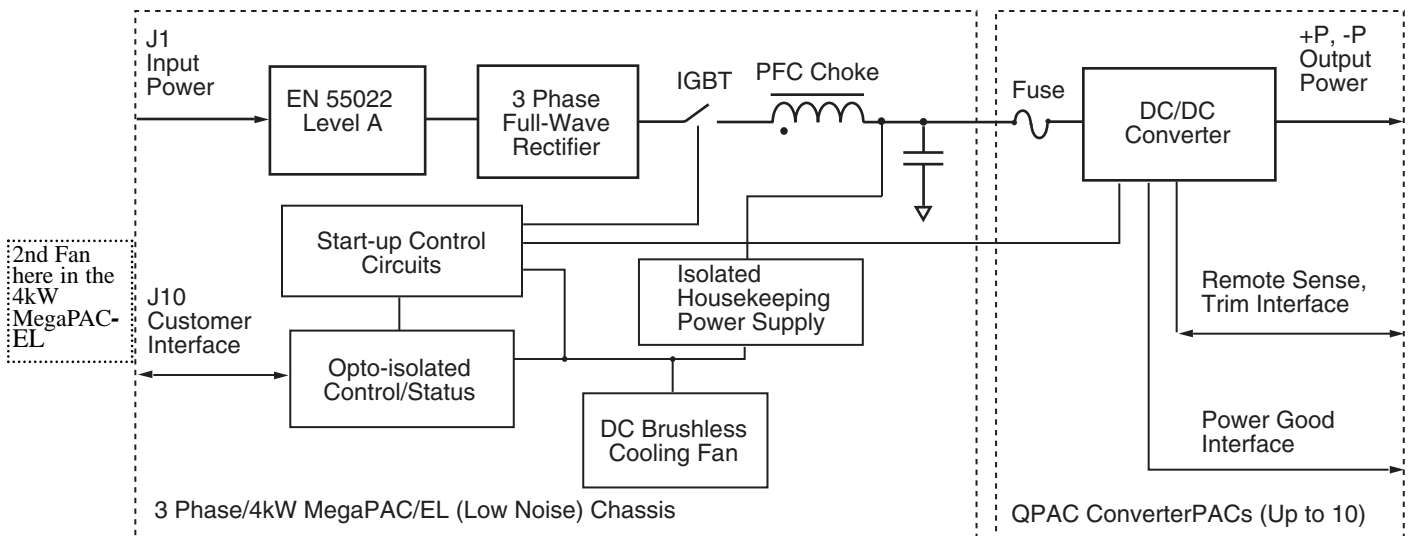 J1
Input
Power
EN 55022
Level A
3 Phase
Full-Wave
Rectifier
IGBT
PFC Choke
Fuse
DC/DC
Converter
+P, -P
Output
Power
Start-up Control
Circuits
Isolated
Housekeeping
Power Supply
Remote Sense,
Trim Interface
2nd Fan
here in the
4kW
MegaPAC-
EL
J10
Customer
Interface
Opto-isolated
Control/Status
DC Brushless
Cooling Fan
Power Good
Interface
3 Phase/4kW MegaPAC/EL (Low Noise) Chassis
QPAC ConverterPACs (Up to 10)